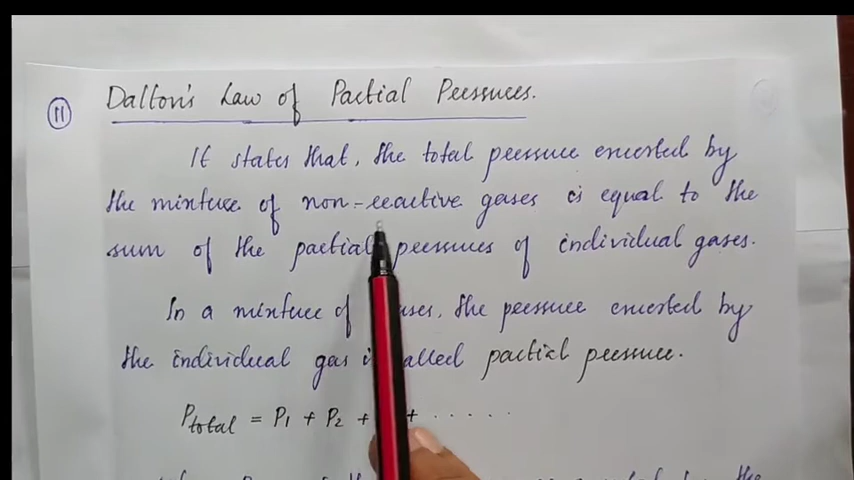 11 Dalton's Law of Partial Pressures.
It states that, the total pressure exerted by
the mixture of non-reactive gases is equal to the
sum of the partial pressures of individual gases.
In a mixture of the pressure exerted by
the individual gas called partial pressure.
Ptotal = P1 + P2 + + ......
the